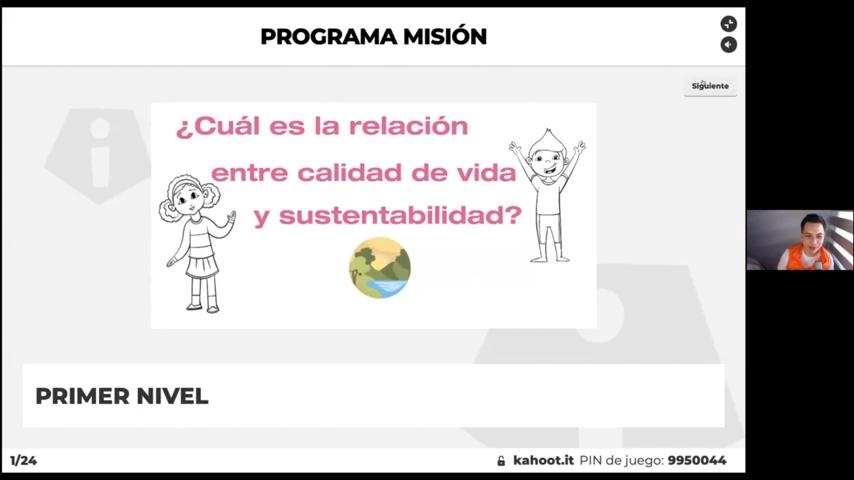 PROGRAMA MISIÓN
Siguiente
¿Cuál es la relación
entre calidad de vida
y sustentabilidad?
PRIMER NIVEL
1/24
kahoot.it PIN de juego: 9950044